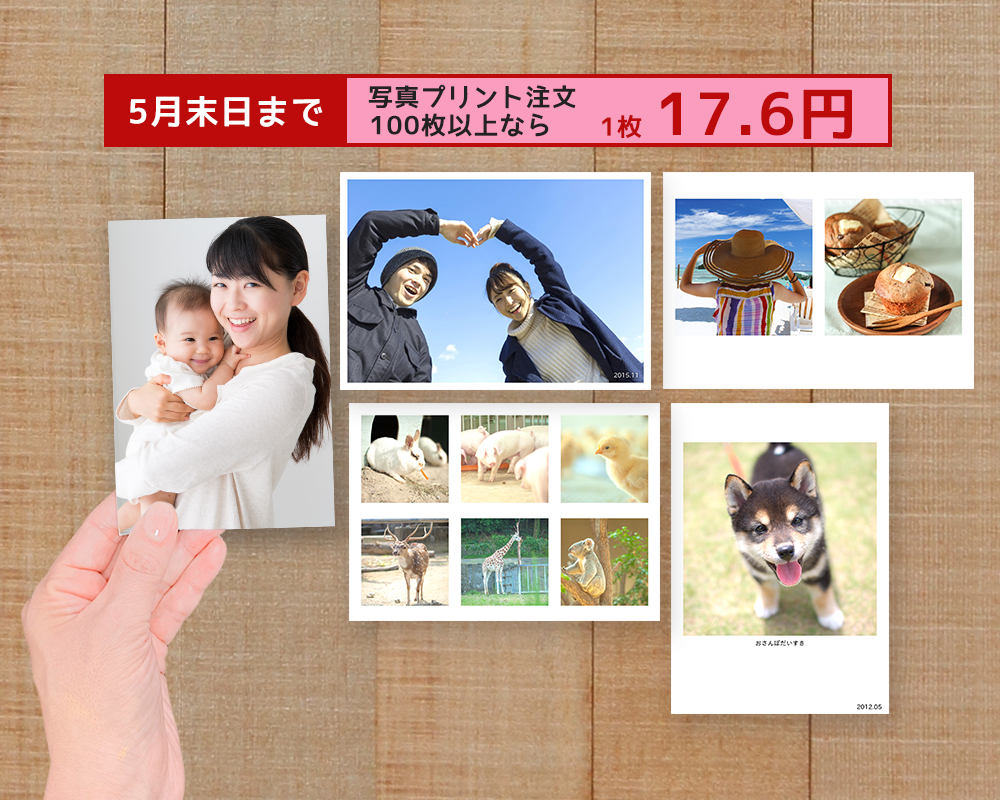 5月末日まで
写真プリント注文
100枚以上なら
1枚 17.6円
2015.11
おさんぽだいすき
2012.05